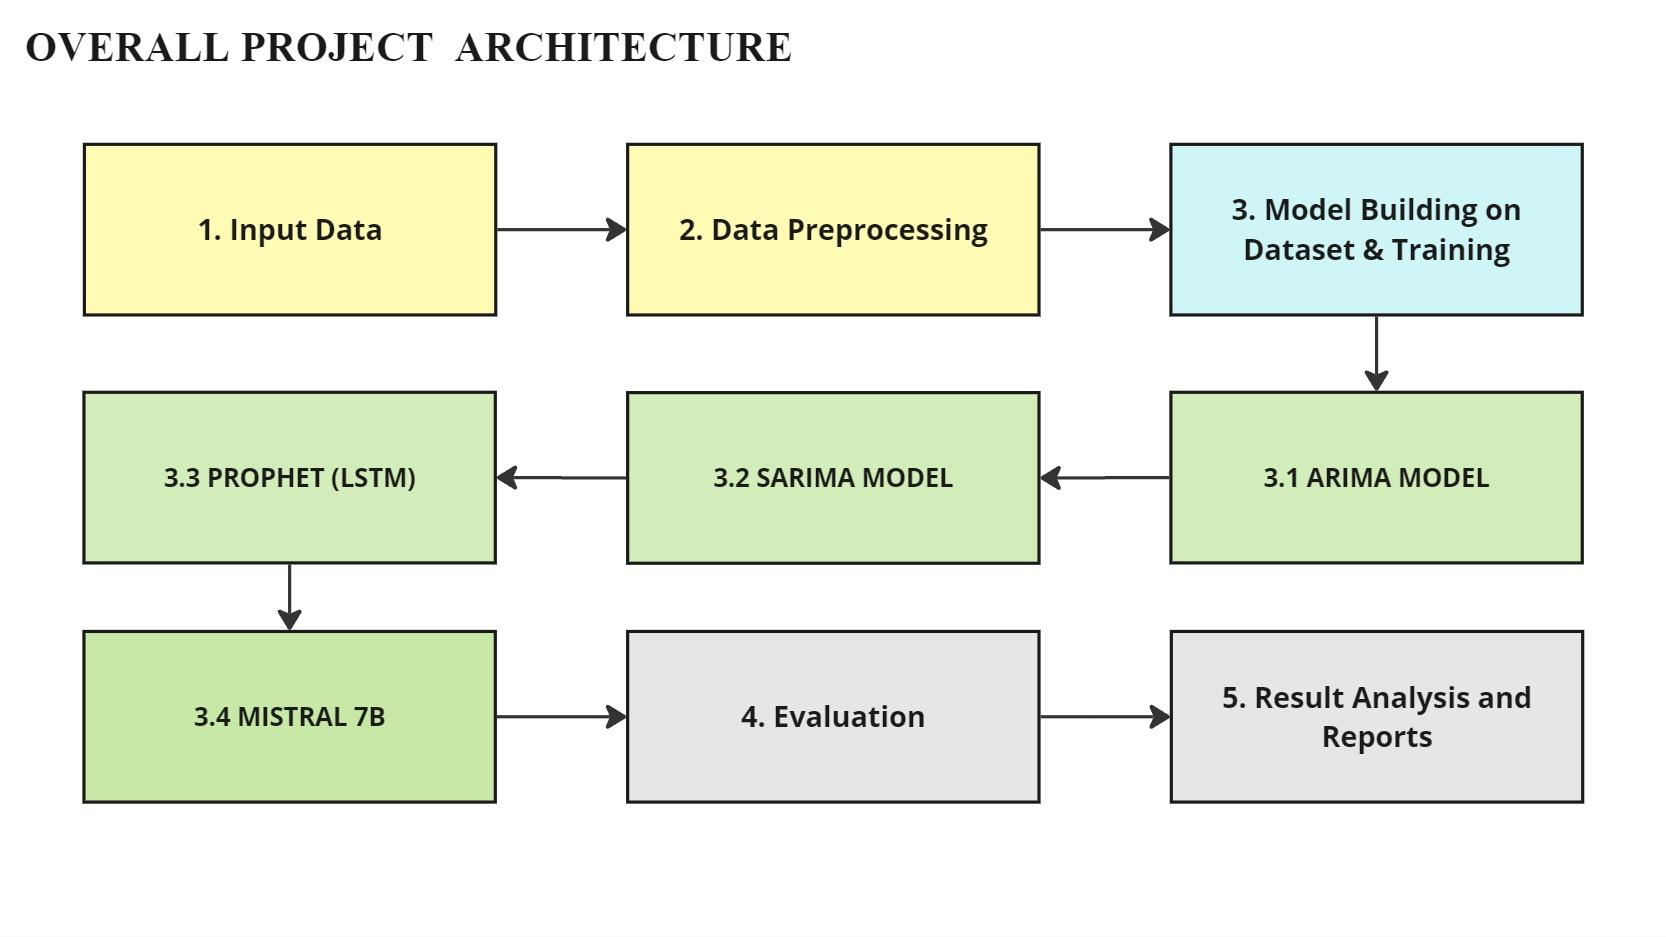 OVERALL PROJECT ARCHITECTURE
1. Input Data
2. Data Preprocessing
3. Model Building on
Dataset & Training
3.3 PROPHET (LSTM)
3.2 SARIMA MODEL
3.1 ARIMA MODEL
3.4 MISTRAL 7B
4. Evaluation
5. Result Analysis and
Reports